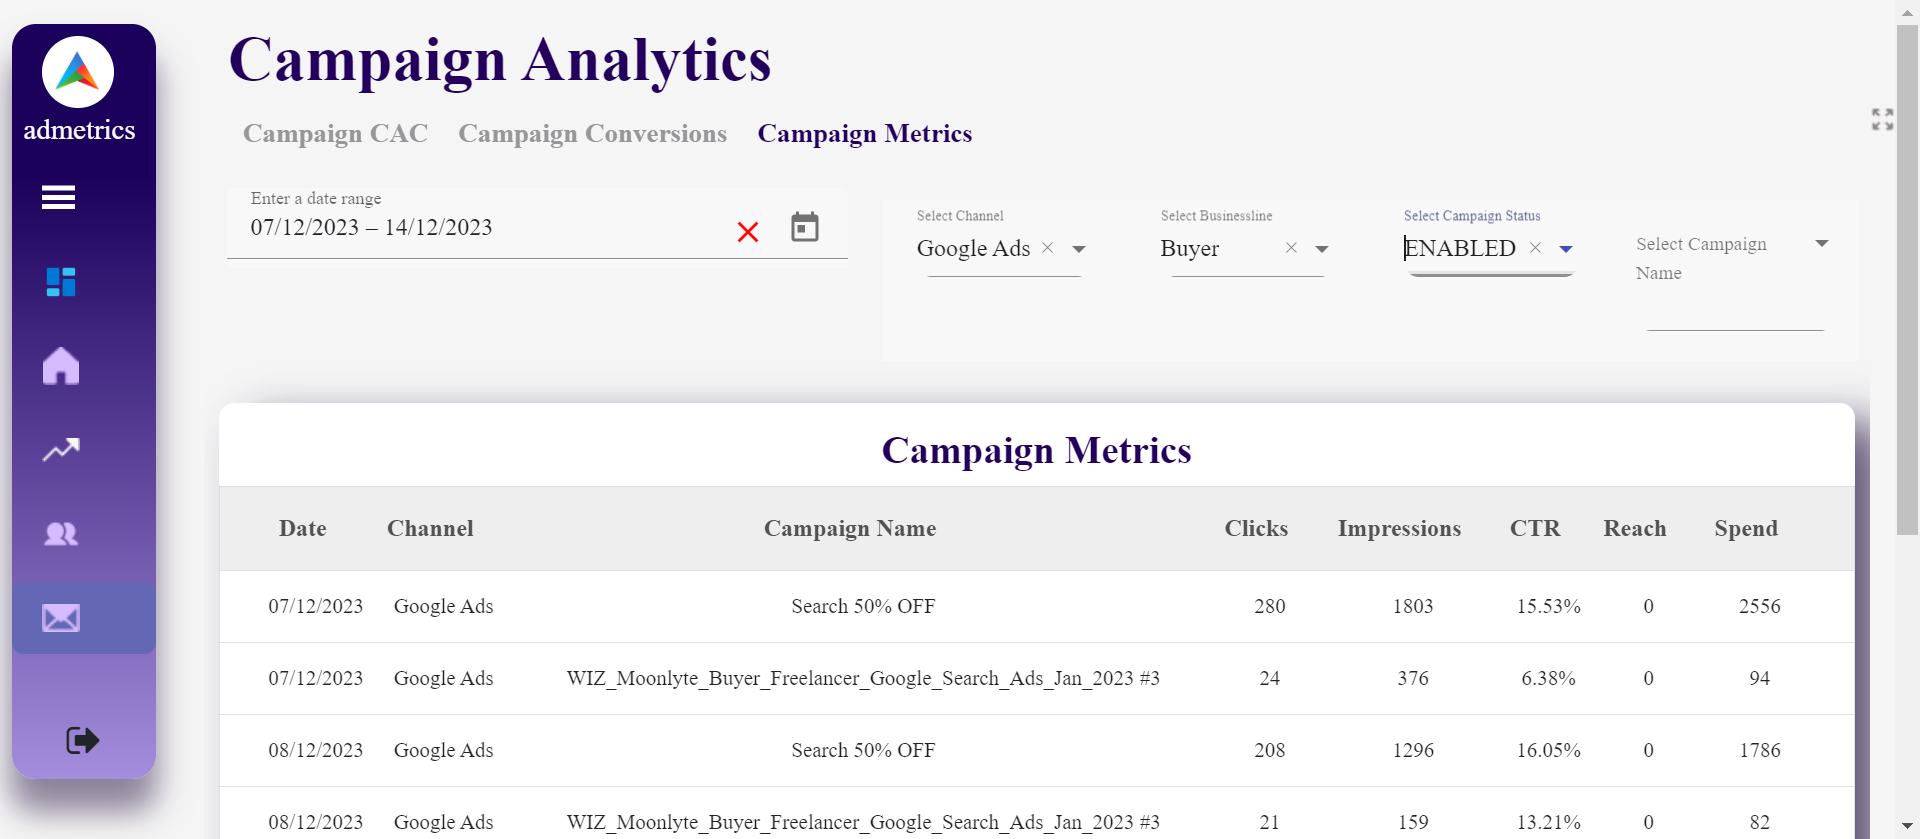 admetrics
Campaign Analytics
Campaign CAC Campaign Conversions Campaign Metrics
Enter a date range
07/12/2023 – 14/12/2023
Select Channel Select Businessline Select Campaign Status
Google Ads × Buyer × ENABLED × Select Campaign
Name
Campaign Metrics
Date Channel Campaign Name Clicks Impressions CTR Reach Spend
07/12/2023 Google Ads Search 50% OFF 280 1803 15.53% 0 2556
07/12/2023 Google Ads WIZ_Moonlyte_Buyer_Freelancer_Google_Search_Ads_Jan_2023 #3 24 376 6.38% 0 94
08/12/2023 Google Ads Search 50% OFF 208 1296 16.05% 0 1786
08/12/2023 Google Ads WIZ_Moonlyte_Buyer_Freelancer_Google_Search_Ads_Jan_2023 #3 21 159 13.21% 0 82